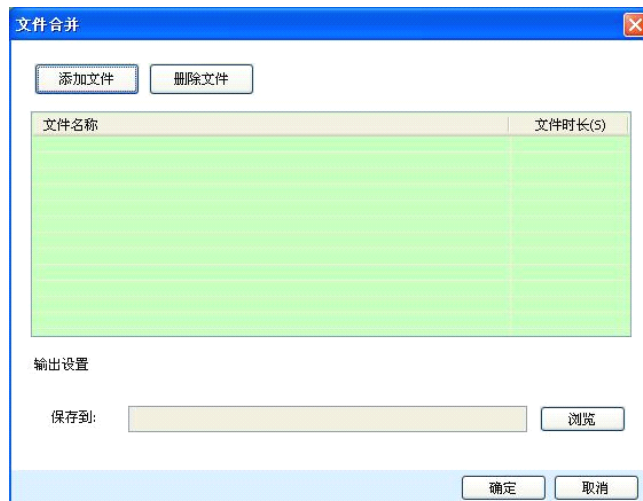 文件合并
添加文件 删除文件
文件名称 文件时长(S)
输出设置
保存到: 浏览
确定 取消